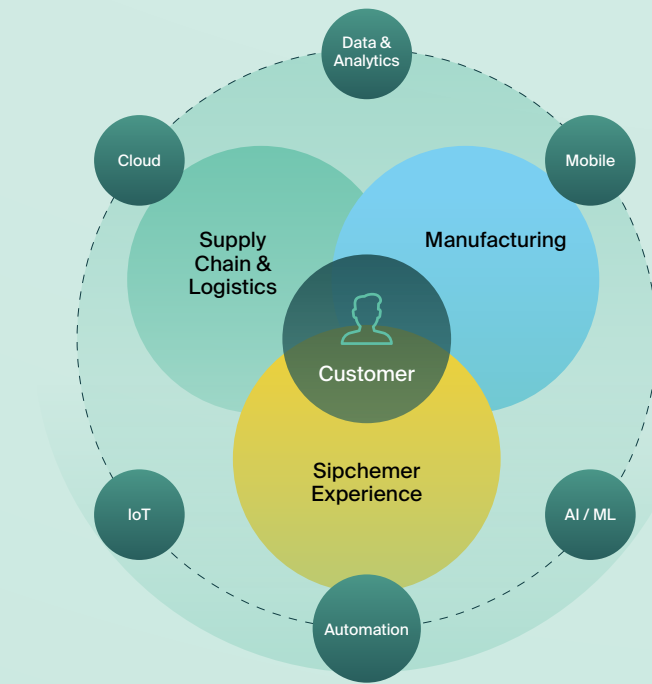 Data &
Analytics
Cloud
Mobile
Supply
Chain &
Logistics
Manufacturing
Customer
Sipchemer
Experience
IoT
AI / ML
Automation